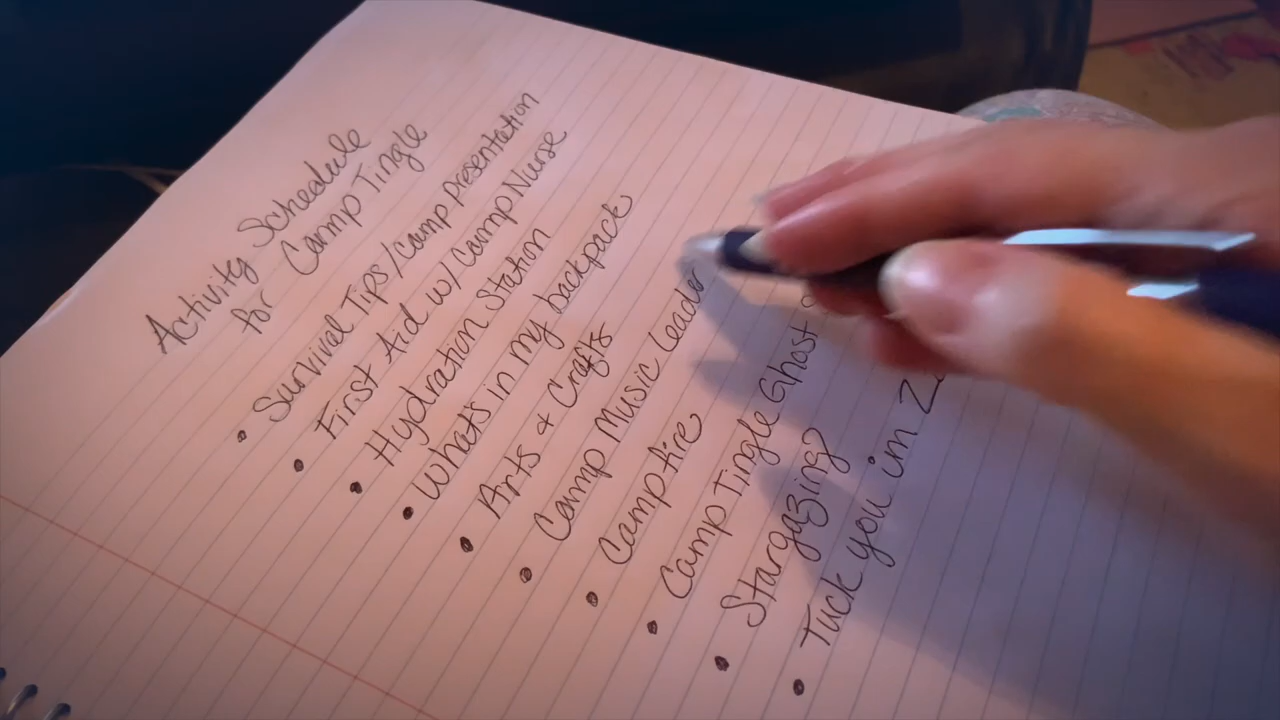 Activity Schedule
for Camp Tingle
• Survival Tips/Camp Presentation
• First Aid w/ Camp Nurse
• Hydration Station
• What's in my backpack
• Arts & Crafts
• Camp Music Leader
• Campfire
• Camp Tingle Ghost
• Stargazing?
• Tuck you in